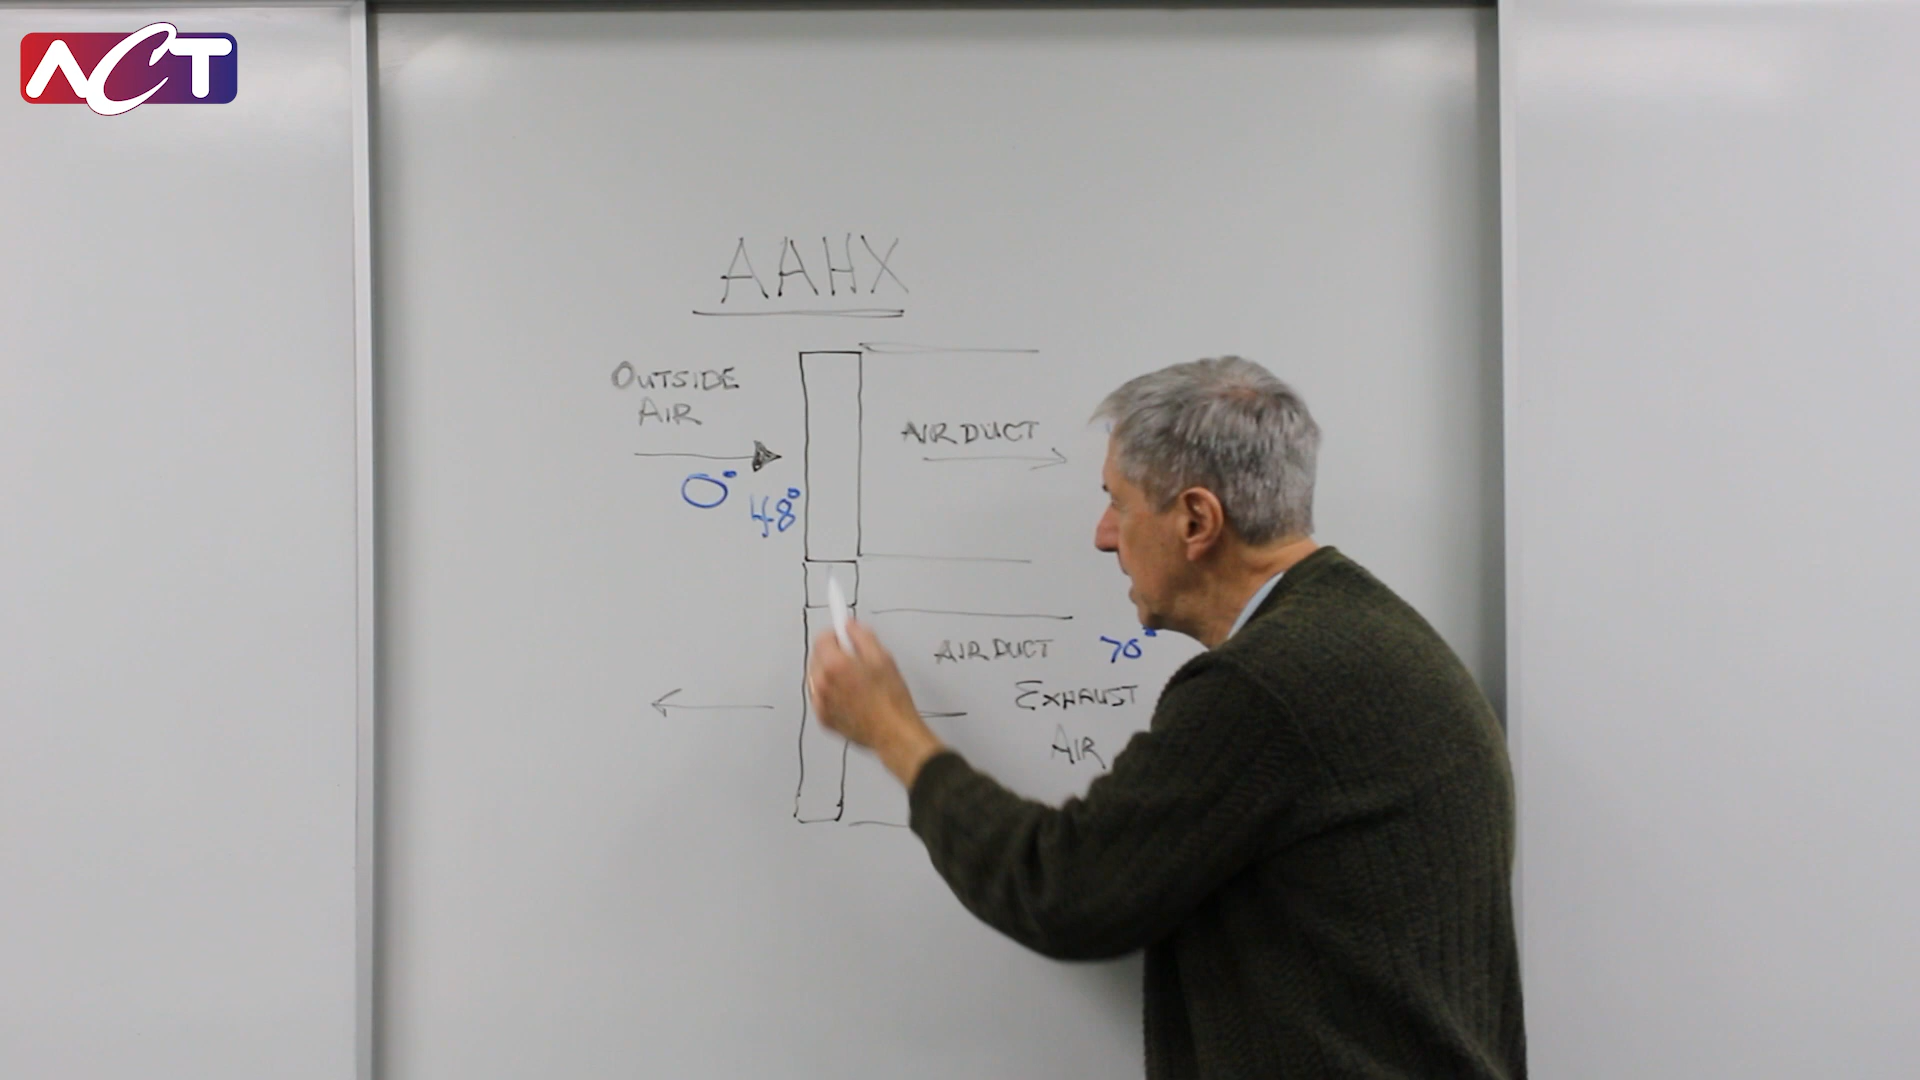 ACT
AAHX
OUTSIDE
AIR
AIR DUCT
0°
48°
AIR DUCT
70°
EXHAUST
AIR